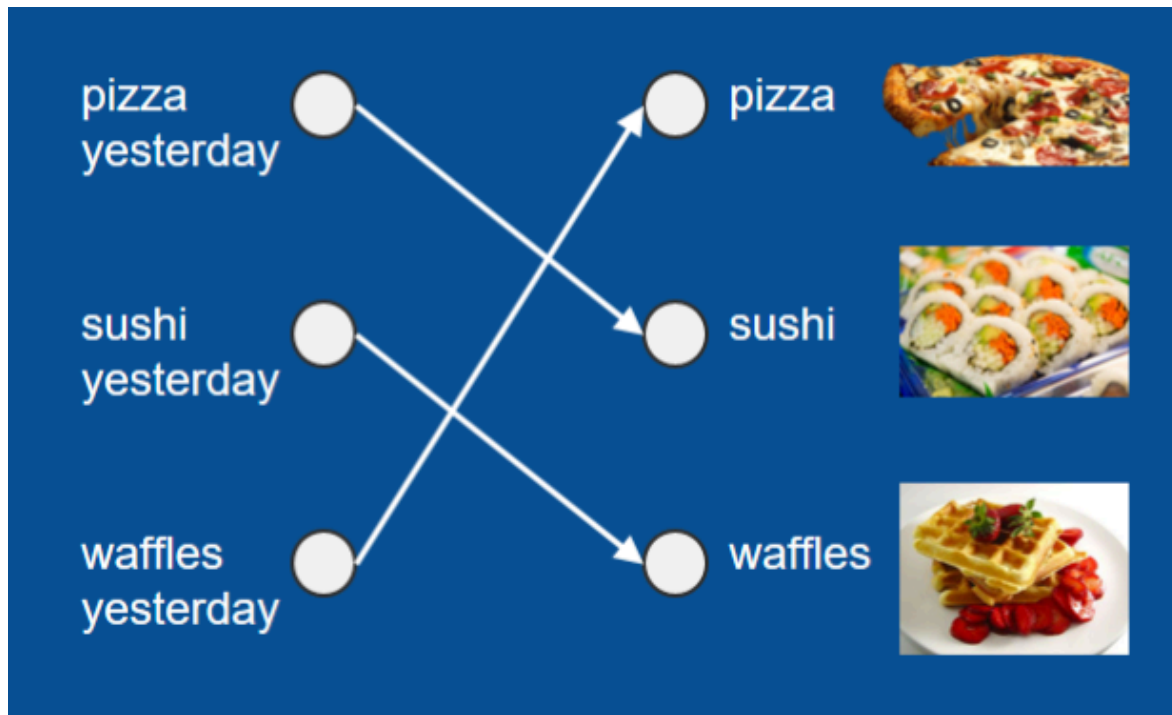 pizza
yesterday
pizza
sushi
yesterday
sushi
waffles
yesterday
waffles